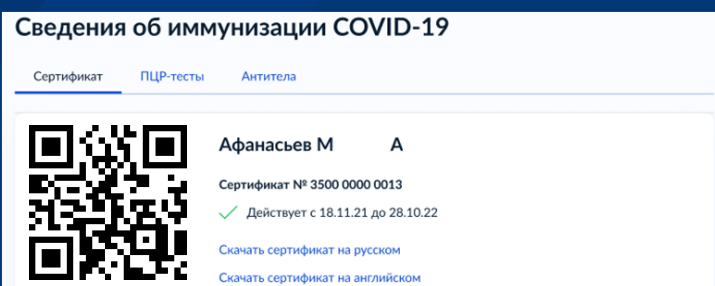 Сведения об иммунизации COVID-19
Сертификат ПЦР-тесты Антитела
Афанасьев М А
Сертификат № 3500 0000 0013
Действует с 18.11.21 до 28.10.22
Скачать сертификат на русском
Скачать сертификат на английском